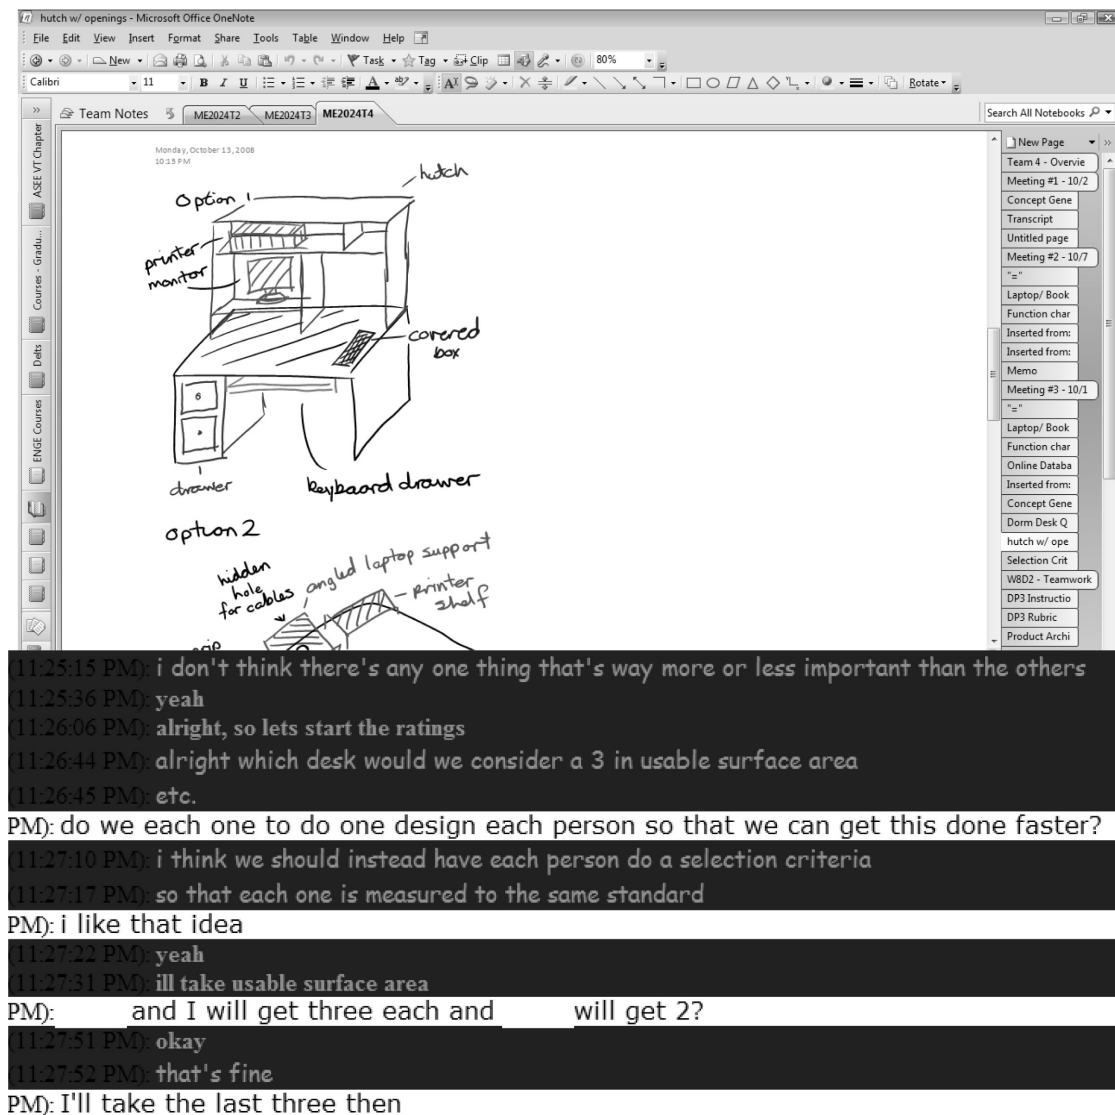 hutch w/ openings - Microsoft Office OneNote
File Edit View Insert Format Share Tools Table Window Help
New Task Tag Clip 80%
Calibri 11 B I U A ab Rotate
Team Notes 5 ME2024T2 ME2024T3 ME2024T4 Search All Notebooks
ASEE VT Chapter
Courses - Gradu...
Delts
ENGE Courses
New Page
Team 4 - Overvie
Meeting #1 - 10/2
Concept Gene
Transcript
Untitled page
Meeting #2 - 10/7
"="
Laptop/ Book
Function char
Inserted from:
Inserted from:
Memo
Meeting #3 - 10/1
"="
Laptop/ Book
Function char
Online Databa
Inserted from:
Concept Gene
Dorm Desk Q
hutch w/ ope
Selection Crit
W8D2 - Teamwork
DP3 Instructio
DP3 Rubric
Product Archi
Monday, October 13, 2008
10:15 PM
hutch
Option 1
printer
monitor
covered
box
drawer
keybaord drawer
option 2
hidden
hole
for cables
angled laptop support
printer
shelf
(11:25:15 PM): i don't think there's any one thing that's way more or less important than the others
(11:25:36 PM): yeah
(11:26:06 PM): alright, so lets start the ratings
(11:26:44 PM): alright which desk would we consider a 3 in usable surface area
(11:26:45 PM): etc.
PM): do we each one to do one design each person so that we can get this done faster?
(11:27:10 PM): i think we should instead have each person do a selection criteria
(11:27:17 PM): so that each one is measured to the same standard
PM): i like that idea
(11:27:22 PM): yeah
(11:27:31 PM): ill take usable surface area
PM): and I will get three each and will get 2?
(11:27:51 PM): okay
(11:27:52 PM): that's fine
PM): I'll take the last three then